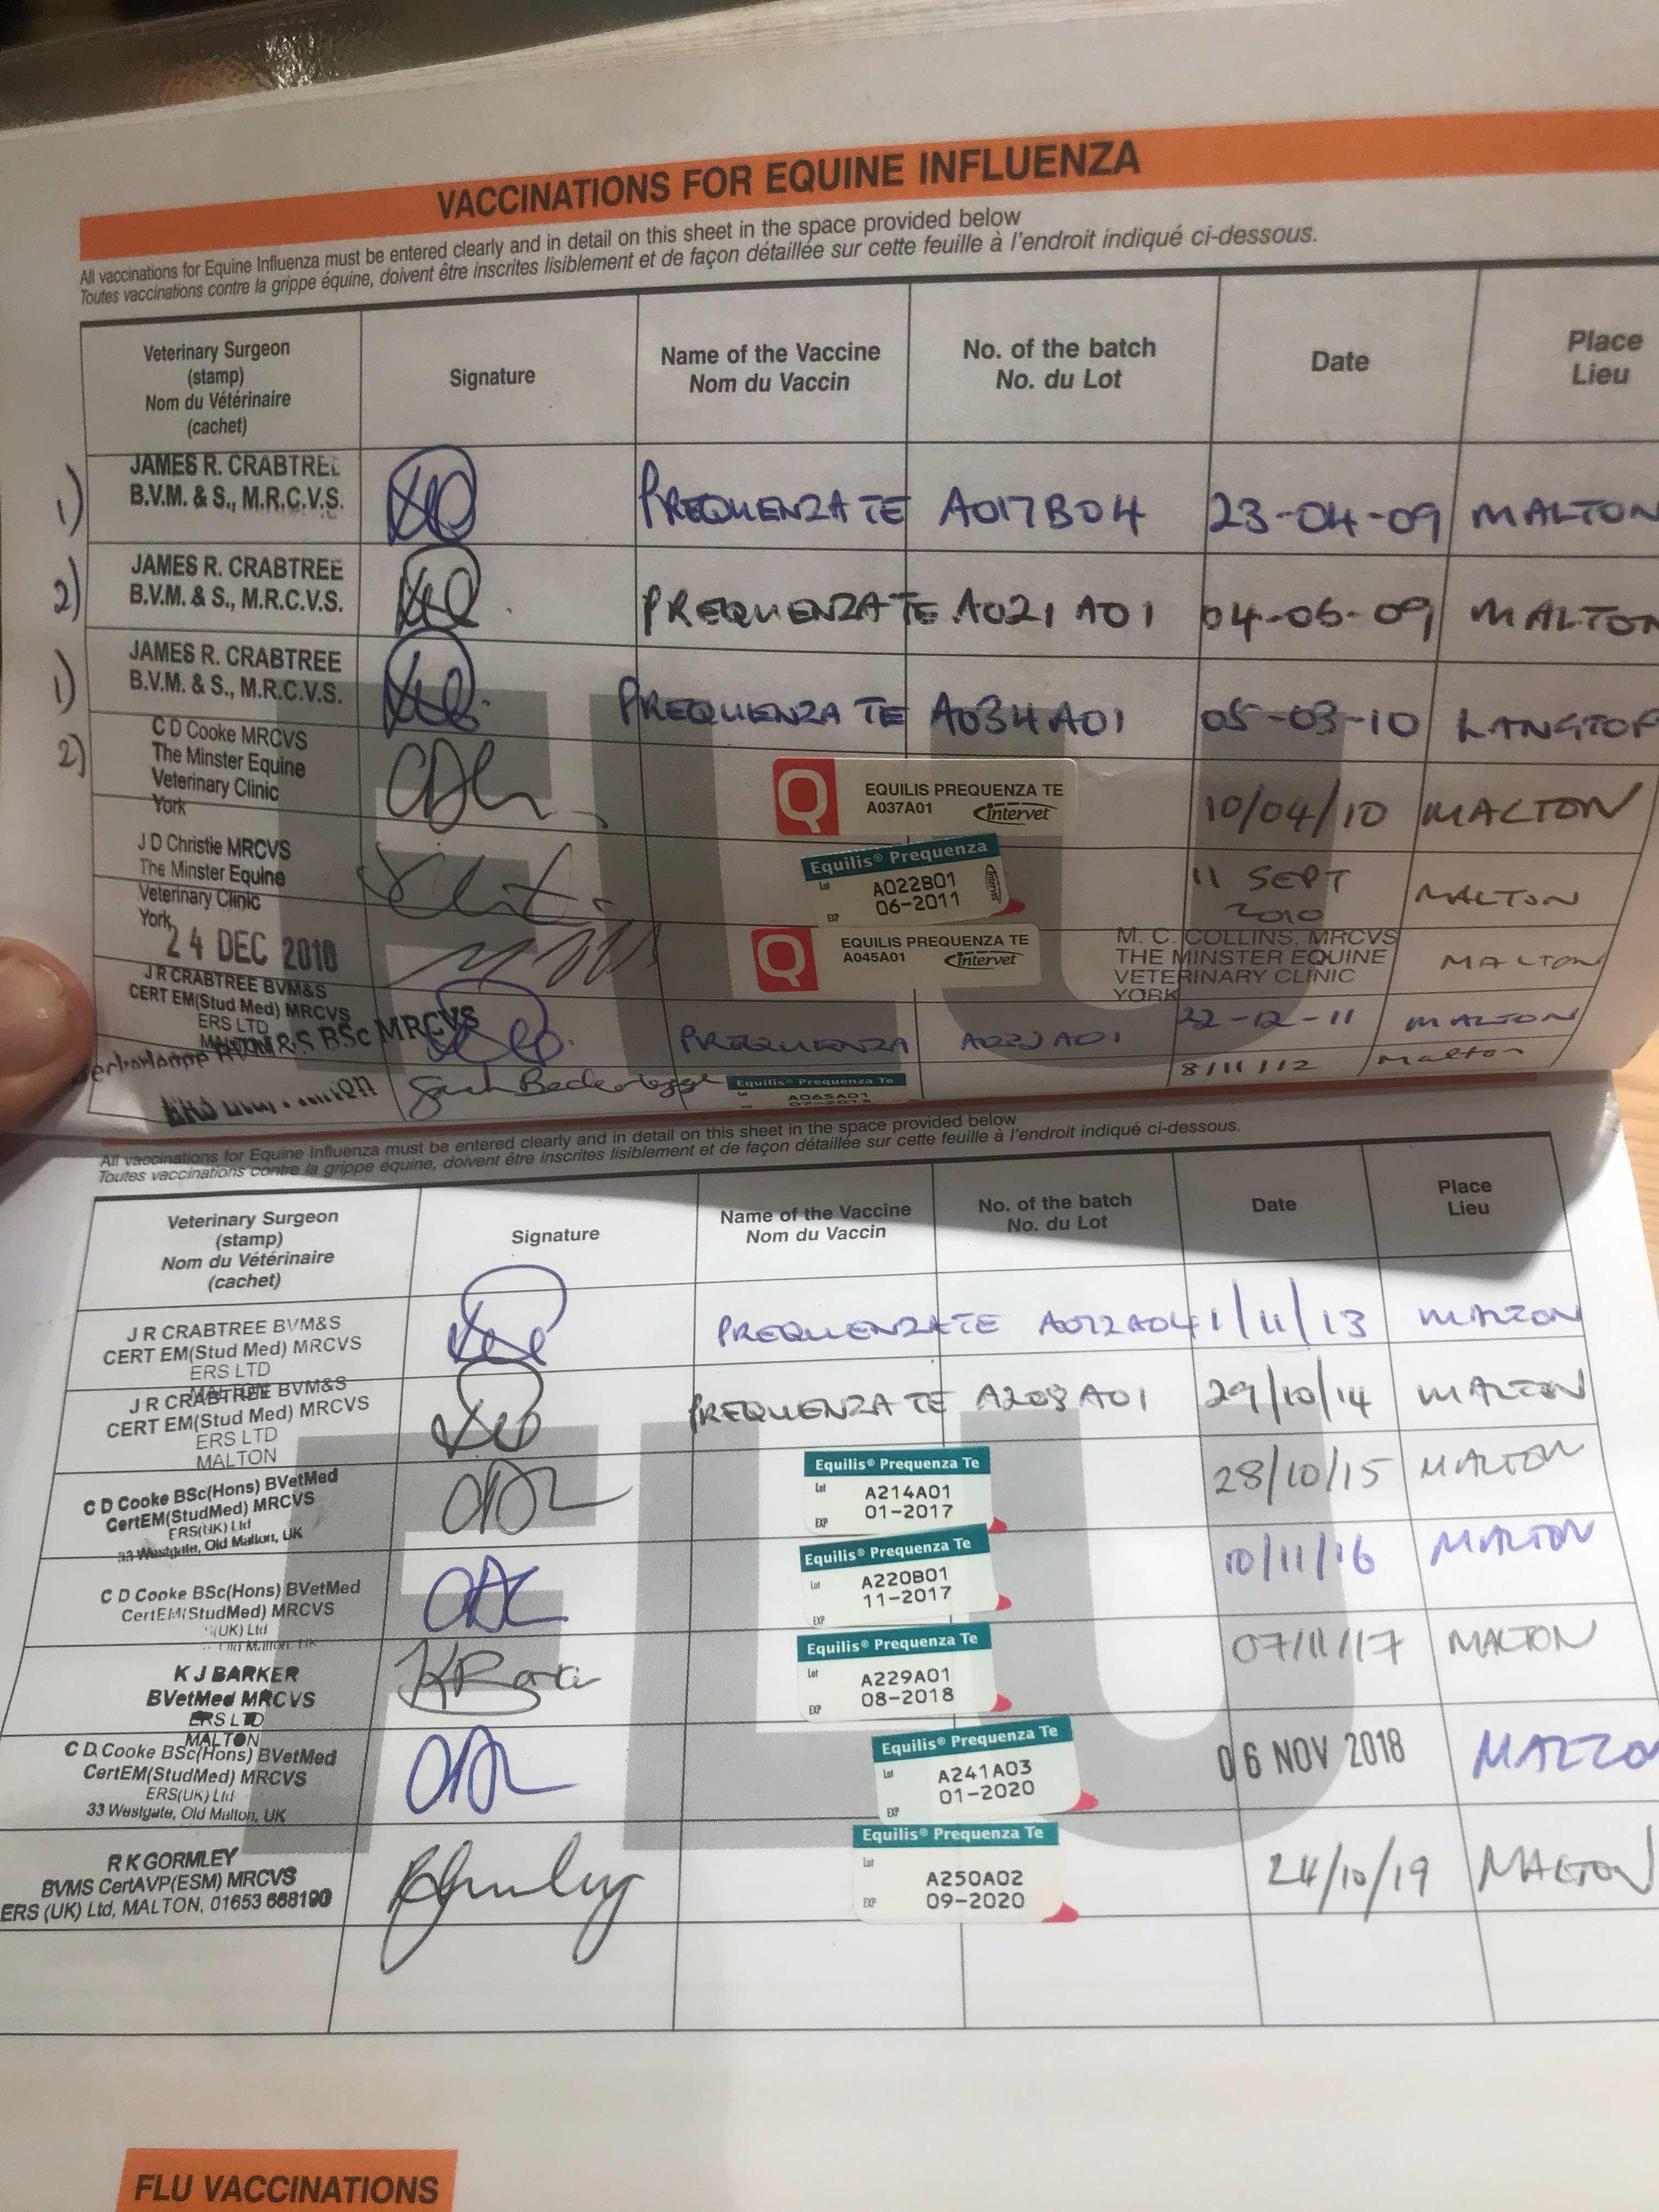 VACCINATIONS FOR EQUINE INFLUENZA
All vaccinations for Equine Influenza must be entered clearly and in detail on this sheet in the space provided below
Toutes vaccinations contre la grippe équine, doivent être inscrites lisiblement et de façon détaillée sur cette feuille à l'endroit indiqué ci-dessous.
Veterinary Surgeon
(stamp)
Nom du Vétérinaire
(cachet)
Signature
Name of the Vaccine
Nom du Vaccin
No. of the batch
No. du Lot
Date
Place
Lieu
1)
JAMES R. CRABTREE
B.V.M. & S., M.R.C.V.S.
PREQUENZA TE A017B04 23-04-09 MALTON
2)
JAMES R. CRABTREE
B.V.M. & S., M.R.C.V.S.
PREQUENZA TE A021A01 04-06-09 MALTON
1)
JAMES R. CRABTREE
B.V.M. & S., M.R.C.V.S.
PREQUENZA TE A034A01 05-03-10 LANGTO
2)
C D Cooke MRCVS
The Minster Equine
Veterinary Clinic
York
EQUILIS PREQUENZA TE
A037A01 intervet
10/04/10 MALTON
J D Christie MRCVS
The Minster Equine
Veterinary Clinic
York
Equilis® Prequenza
Lot A022B01
EXP 06-2011
Intervet
11 SEPT
2010
MALTON
24 DEC 2010
EQUILIS PREQUENZA TE
A045A01 intervet
M. C. COLLINS, MRCVS
THE MINSTER EQUINE
VETERINARY CLINIC
YORK
MALTON
J R CRABTREE BVM&S
CERT EM(Stud Med) MRCVS
ERS LTD
MALTON
PREQUENZA
22-12-11 MALTON
BSc MRCVS
Equilis® Prequenza Te
A065A01
8/11/12 Malton
FLU
All vaccinations for Equine Influenza must be entered clearly and in detail on this sheet in the space provided below
Toutes vaccinations contre la grippe équine, doivent être inscrites lisiblement et de façon détaillée sur cette feuille à l'endroit indiqué ci-dessous.
Veterinary Surgeon
(stamp)
Nom du Vétérinaire
(cachet)
Signature
Name of the Vaccine
Nom du Vaccin
No. of the batch
No. du Lot
Date
Place
Lieu
J R CRABTREE BVM&S
CERT EM(Stud Med) MRCVS
ERS LTD
MALTON
PREQUENZA TE A072A04 1/11/13 MALTON
J R CRABTREE BVM&S
CERT EM(Stud Med) MRCVS
ERS LTD
MALTON
PREQUENZA TE A208A01 29/10/14 MALTON
C D Cooke BSc(Hons) BVetMed
CertEM(StudMed) MRCVS
ERS(UK) Ltd
33 Westgate, Old Malton, UK
Equilis® Prequenza Te
Lot A214A01
EXP 01-2017
28/10/15 MALTON
C D Cooke BSc(Hons) BVetMed
CertEM(StudMed) MRCVS
(UK) Ltd
Old Malton, UK
Equilis® Prequenza Te
Lot A220B01
EXP 11-2017
10/11/16 MALTON
K J BARKER
BVetMed MRCVS
ERS LTD
MALTON
Equilis® Prequenza Te
Lot A229A01
EXP 08-2018
07/11/17 MALTON
C D Cooke BSc(Hons) BVetMed
CertEM(StudMed) MRCVS
ERS(UK) Ltd
33 Westgate, Old Malton, UK
Equilis® Prequenza Te
Lot A241A03
EXP 01-2020
06 NOV 2018 MALTO
R K GORMLEY
BVMS CertAVP(ESM) MRCVS
ERS (UK) Ltd, MALTON, 01653 668190
Equilis® Prequenza Te
Lot A250A02
EXP 09-2020
24/10/19 MALTON
FLU
FLU VACCINATIONS